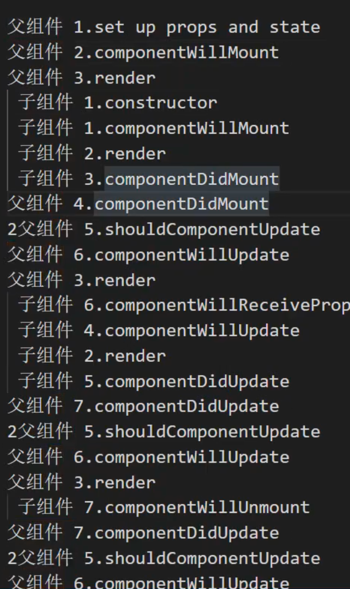 父组件 1.set up props and state
父组件 2.componentWillMount
父组件 3.render
子组件 1.constructor
子组件 1.componentWillMount
子组件 2.render
子组件 3.componentDidMount
父组件 4.componentDidMount
2父组件 5.shouldComponentUpdate
父组件 6.componentWillUpdate
父组件 3.render
子组件 6.componentWillReceiveProp
子组件 4.componentWillUpdate
子组件 2.render
子组件 5.componentDidUpdate
父组件 7.componentDidUpdate
2父组件 5.shouldComponentUpdate
父组件 6.componentWillUpdate
父组件 3.render
子组件 7.componentWillUnmount
父组件 7.componentDidUpdate
2父组件 5.shouldComponentUpdate
父组件 6.componentWillUpdate